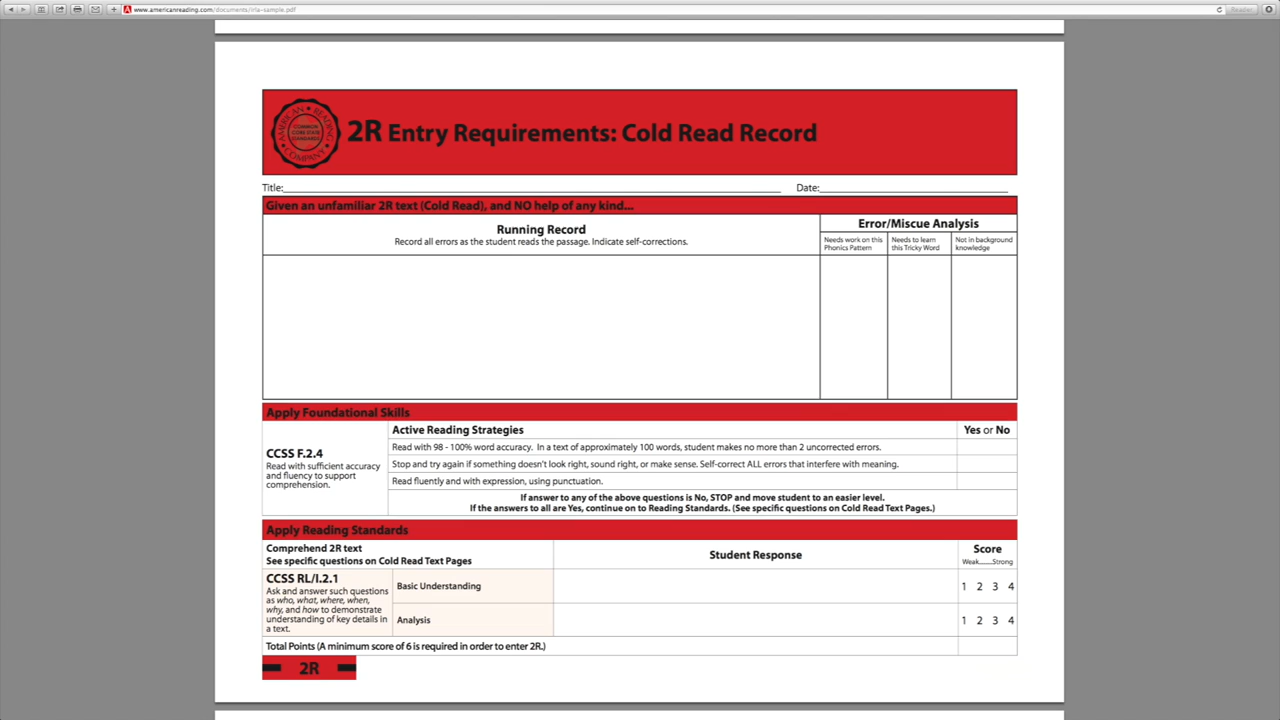 www.americanreading.com/documents/irla-sample.pdf
Reader
AMERICAN READING COMPANY
COMMON
CORE STATE
STANDARDS
2R Entry Requirements: Cold Read Record
Title: Date:
Given an unfamiliar 2R text (Cold Read), and NO help of any kind...
Running Record
Record all errors as the student reads the passage. Indicate self-corrections.
Error/Miscue Analysis
Needs work on this
Phonics Pattern
Needs to learn
this Tricky Word
Not in background
knowledge
Apply Foundational Skills
CCSS F.2.4
Read with sufficient accuracy
and fluency to support
comprehension.
Active Reading Strategies
Yes or No
Read with 98 - 100% word accuracy. In a text of approximately 100 words, student makes no more than 2 uncorrected errors.
Stop and try again if something doesn't look right, sound right, or make sense. Self-correct ALL errors that interfere with meaning.
Read fluently and with expression, using punctuation.
If answer to any of the above questions is No, STOP and move student to an easier level.
If the answers to all are Yes, continue on to Reading Standards. (See specific questions on Cold Read Text Pages.)
Apply Reading Standards
Comprehend 2R text
See specific questions on Cold Read Text Pages
Student Response
Score
Weak......Strong
CCSS RL/I.2.1
Ask and answer such questions
as who, what, where, when,
why, and how to demonstrate
understanding of key details in
a text.
Basic Understanding
1 2 3 4
Analysis
1 2 3 4
Total Points (A minimum score of 6 is required in order to enter 2R.)
2R